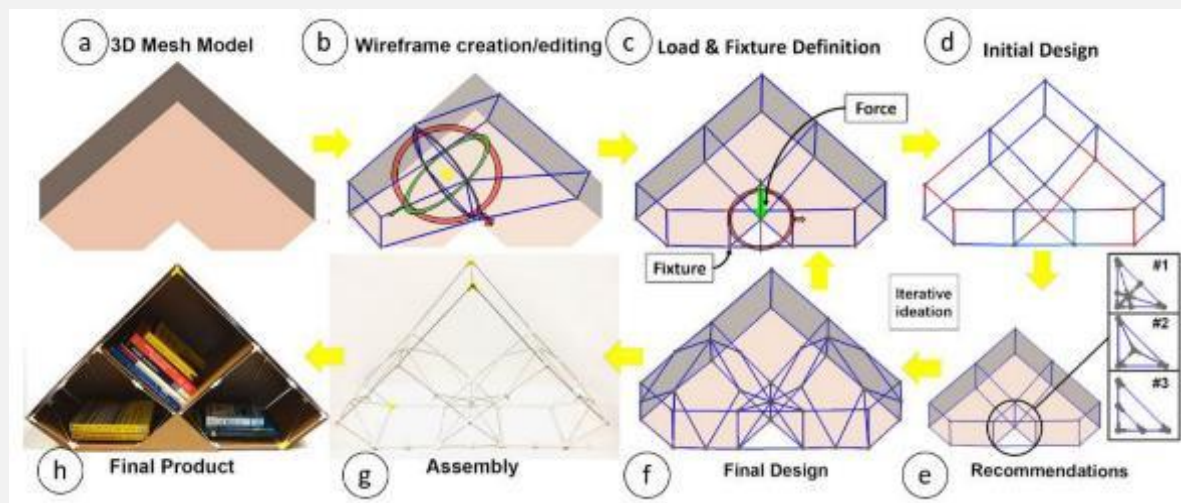 a
3D Mesh Model
b
Wireframe creation/editing
c
Load & Fixture Definition
d
Initial Design
Force
Fixture
Iterative
ideation
#1
#2
#3
h
Final Product
g
Assembly
f
Final Design
e
Recommendations